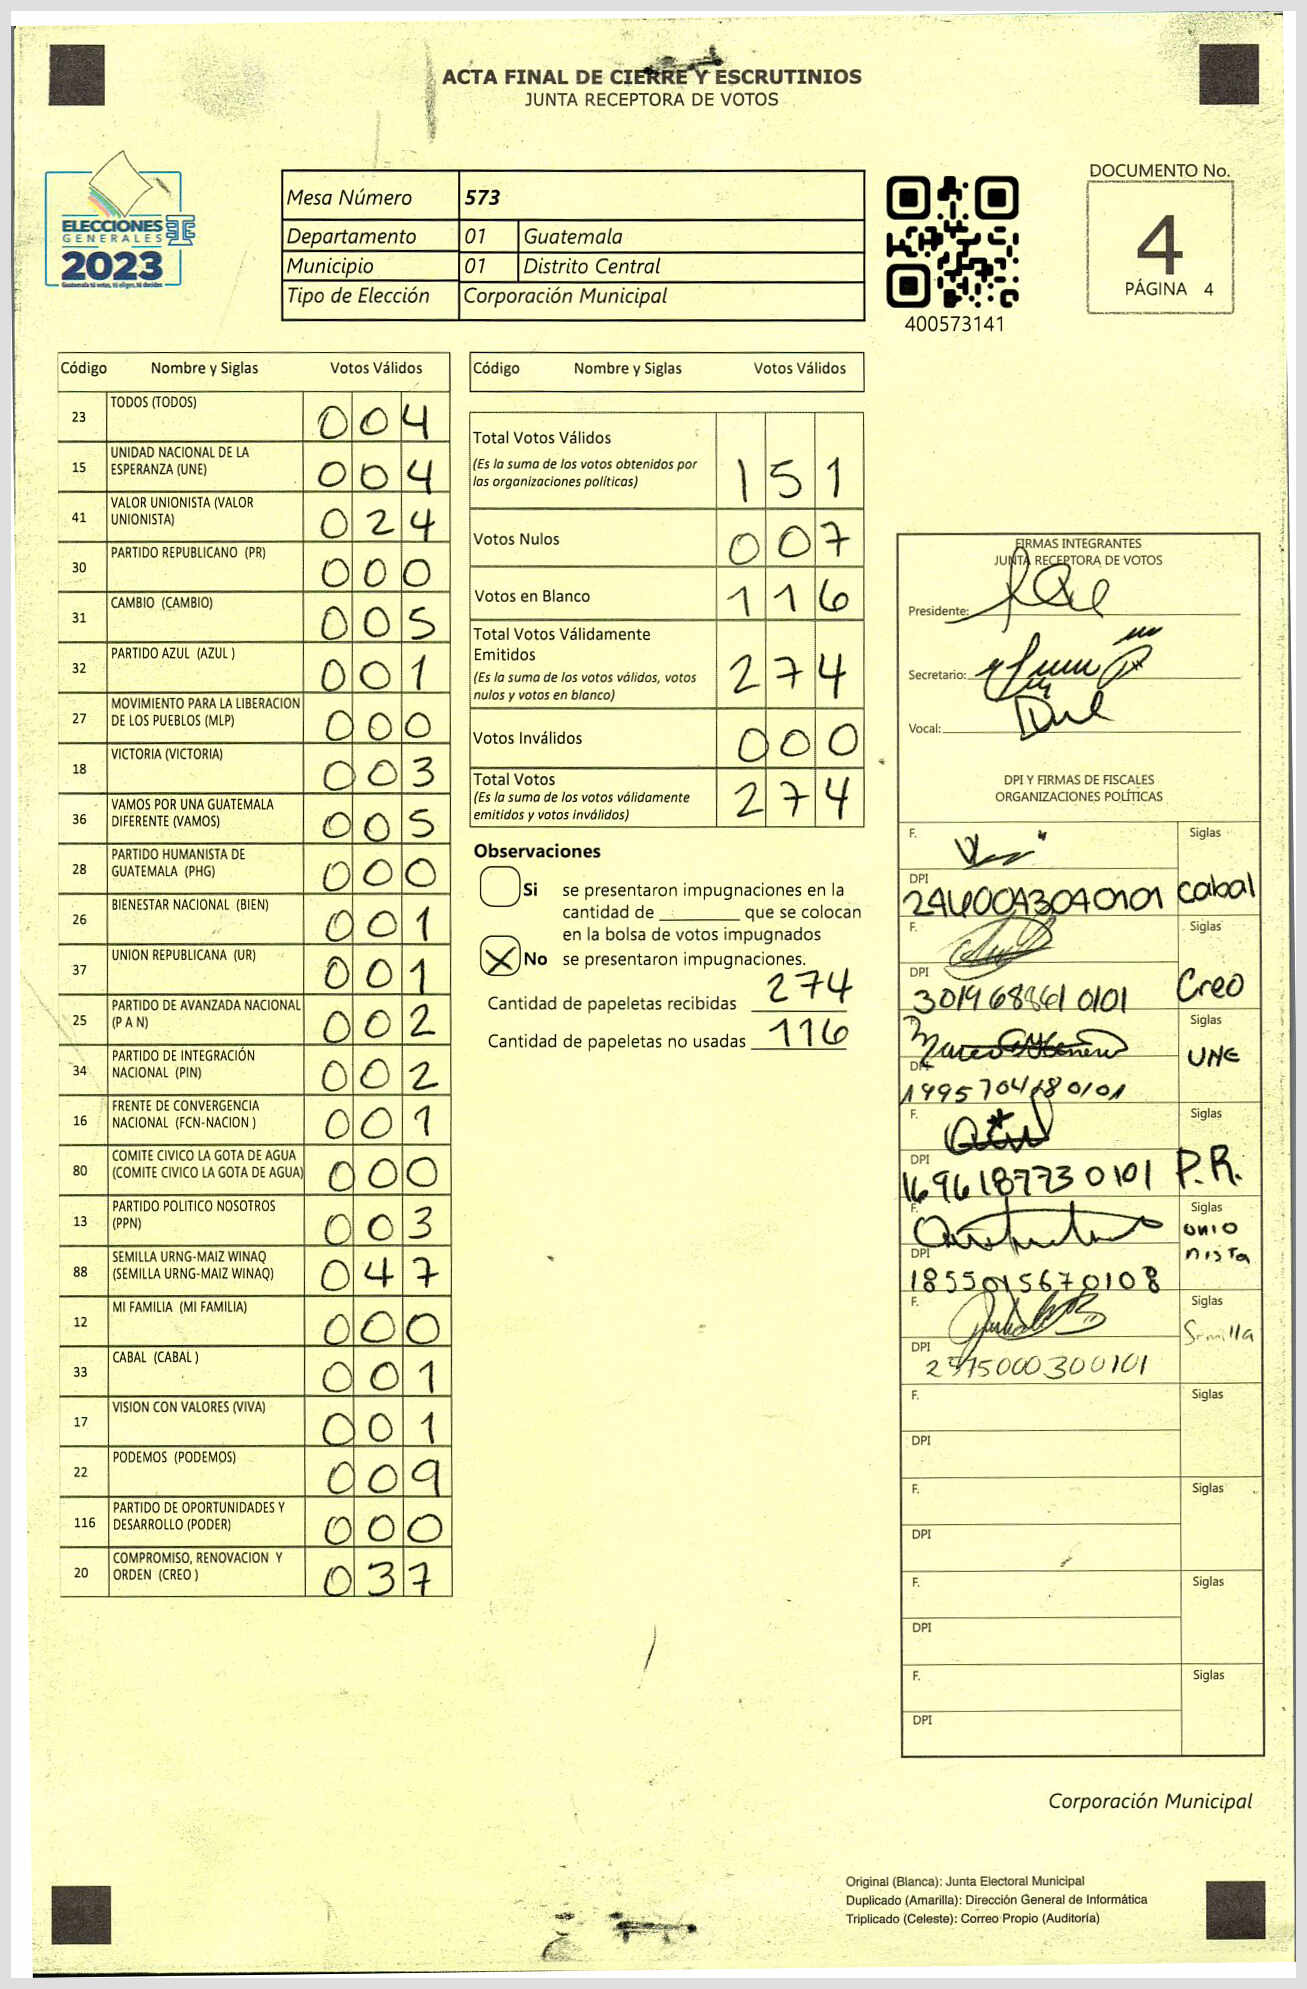 ACTA FINAL DE CIERRE Y ESCRUTINIOS
JUNTA RECEPTORA DE VOTOS
ELECCIONES
GENERALES
2023
Guatemala tú votas, tú eliges, tú decides
Mesa Número 573
Departamento 01 Guatemala
Municipio 01 Distrito Central
Tipo de Elección Corporación Municipal
400573141
DOCUMENTO No.
4
PÁGINA 4
Código Nombre y Siglas Votos Válidos
23 TODOS (TODOS) 004
15 UNIDAD NACIONAL DE LA
ESPERANZA (UNE) 004
41 VALOR UNIONISTA (VALOR
UNIONISTA) 024
30 PARTIDO REPUBLICANO (PR) 000
31 CAMBIO (CAMBIO) 005
32 PARTIDO AZUL (AZUL ) 001
27 MOVIMIENTO PARA LA LIBERACION
DE LOS PUEBLOS (MLP) 000
18 VICTORIA (VICTORIA) 003
36 VAMOS POR UNA GUATEMALA
DIFERENTE (VAMOS) 005
28 PARTIDO HUMANISTA DE
GUATEMALA (PHG) 000
26 BIENESTAR NACIONAL (BIEN) 001
37 UNION REPUBLICANA (UR) 001
25 PARTIDO DE AVANZADA NACIONAL
(P A N) 002
34 PARTIDO DE INTEGRACIÓN
NACIONAL (PIN) 002
16 FRENTE DE CONVERGENCIA
NACIONAL (FCN-NACION ) 001
80 COMITE CIVICO LA GOTA DE AGUA
(COMITE CIVICO LA GOTA DE AGUA) 000
13 PARTIDO POLITICO NOSOTROS
(PPN) 003
88 SEMILLA URNG-MAIZ WINAQ
(SEMILLA URNG-MAIZ WINAQ) 047
12 MI FAMILIA (MI FAMILIA) 000
33 CABAL (CABAL ) 001
17 VISION CON VALORES (VIVA) 001
22 PODEMOS (PODEMOS) 009
116 PARTIDO DE OPORTUNIDADES Y
DESARROLLO (PODER) 000
20 COMPROMISO, RENOVACION Y
ORDEN (CREO ) 037
Código Nombre y Siglas Votos Válidos
Total Votos Válidos
(Es la suma de los votos obtenidos por
las organizaciones políticas) 151
Votos Nulos 007
Votos en Blanco 116
Total Votos Válidamente
Emitidos
(Es la suma de los votos válidos, votos
nulos y votos en blanco) 274
Votos Inválidos 000
Total Votos
(Es la suma de los votos válidamente
emitidos y votos inválidos) 274
Observaciones
Si se presentaron impugnaciones en la
cantidad de ________ que se colocan
en la bolsa de votos impugnados
X No se presentaron impugnaciones.
Cantidad de papeletas recibidas 274
Cantidad de papeletas no usadas 116
FIRMAS INTEGRANTES
JUNTA RECEPTORA DE VOTOS
Presidente:
Secretario:
Vocal:
DPI Y FIRMAS DE FISCALES
ORGANIZACIONES POLÍTICAS
F. Siglas
DPI
cabal
F. Siglas
DPI
Creo
F. Siglas
DPI
UNE
F. Siglas
DPI
1696187730101 P.R.
F. Siglas
unio
nista
DPI
1855015670108
F. Siglas
Semilla
DPI
F. Siglas
DPI
F. Siglas
DPI
F. Siglas
DPI
F. Siglas
DPI
Corporación Municipal
Original (Blanca): Junta Electoral Municipal
Duplicado (Amarilla): Dirección General de Informática
Triplicado (Celeste): Correo Propio (Auditoría)